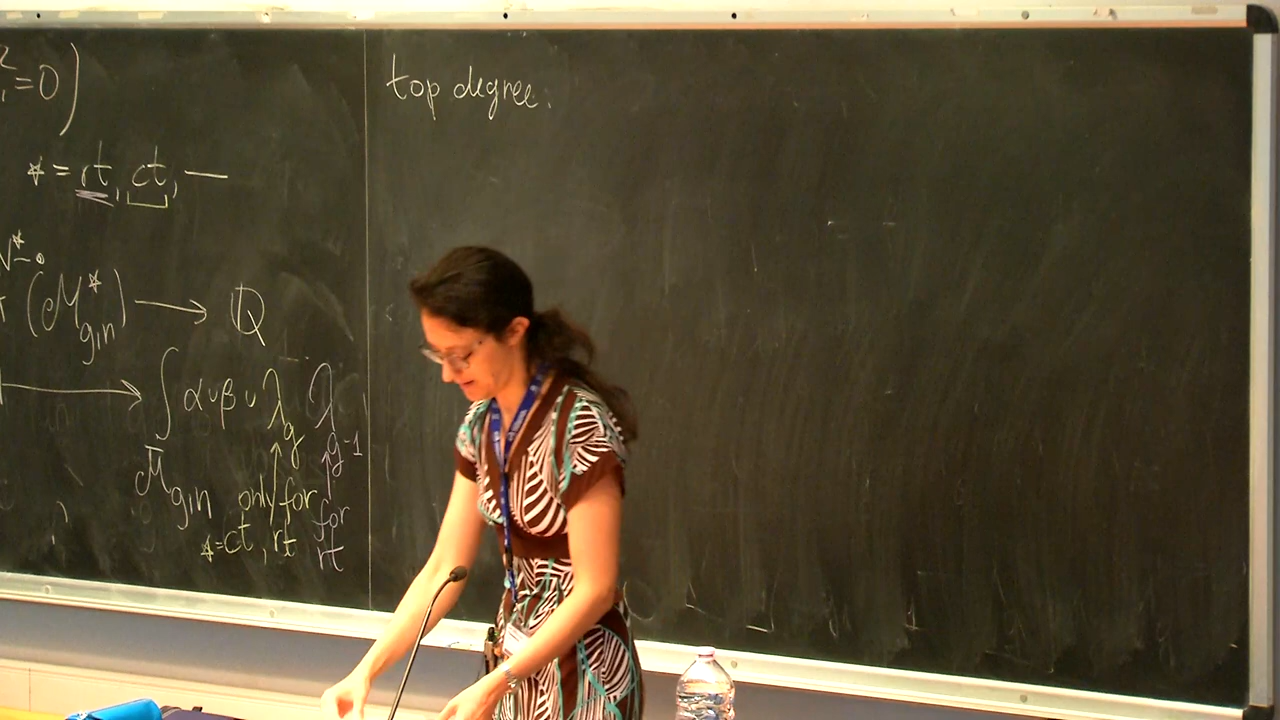 =0)
* = rt, ct, —
(M*g,n) → ℚ
→ ∫ α ∪ β ∪ λg λg-1
M̄g,n only for for
*=ct, rt rt
top degree.